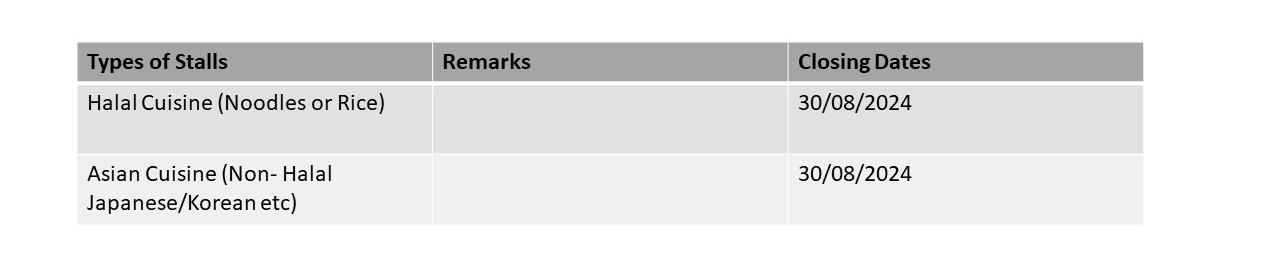 Types of Stalls Remarks Closing Dates
Halal Cuisine (Noodles or Rice) 30/08/2024
Asian Cuisine (Non- Halal 30/08/2024
Japanese/Korean etc)